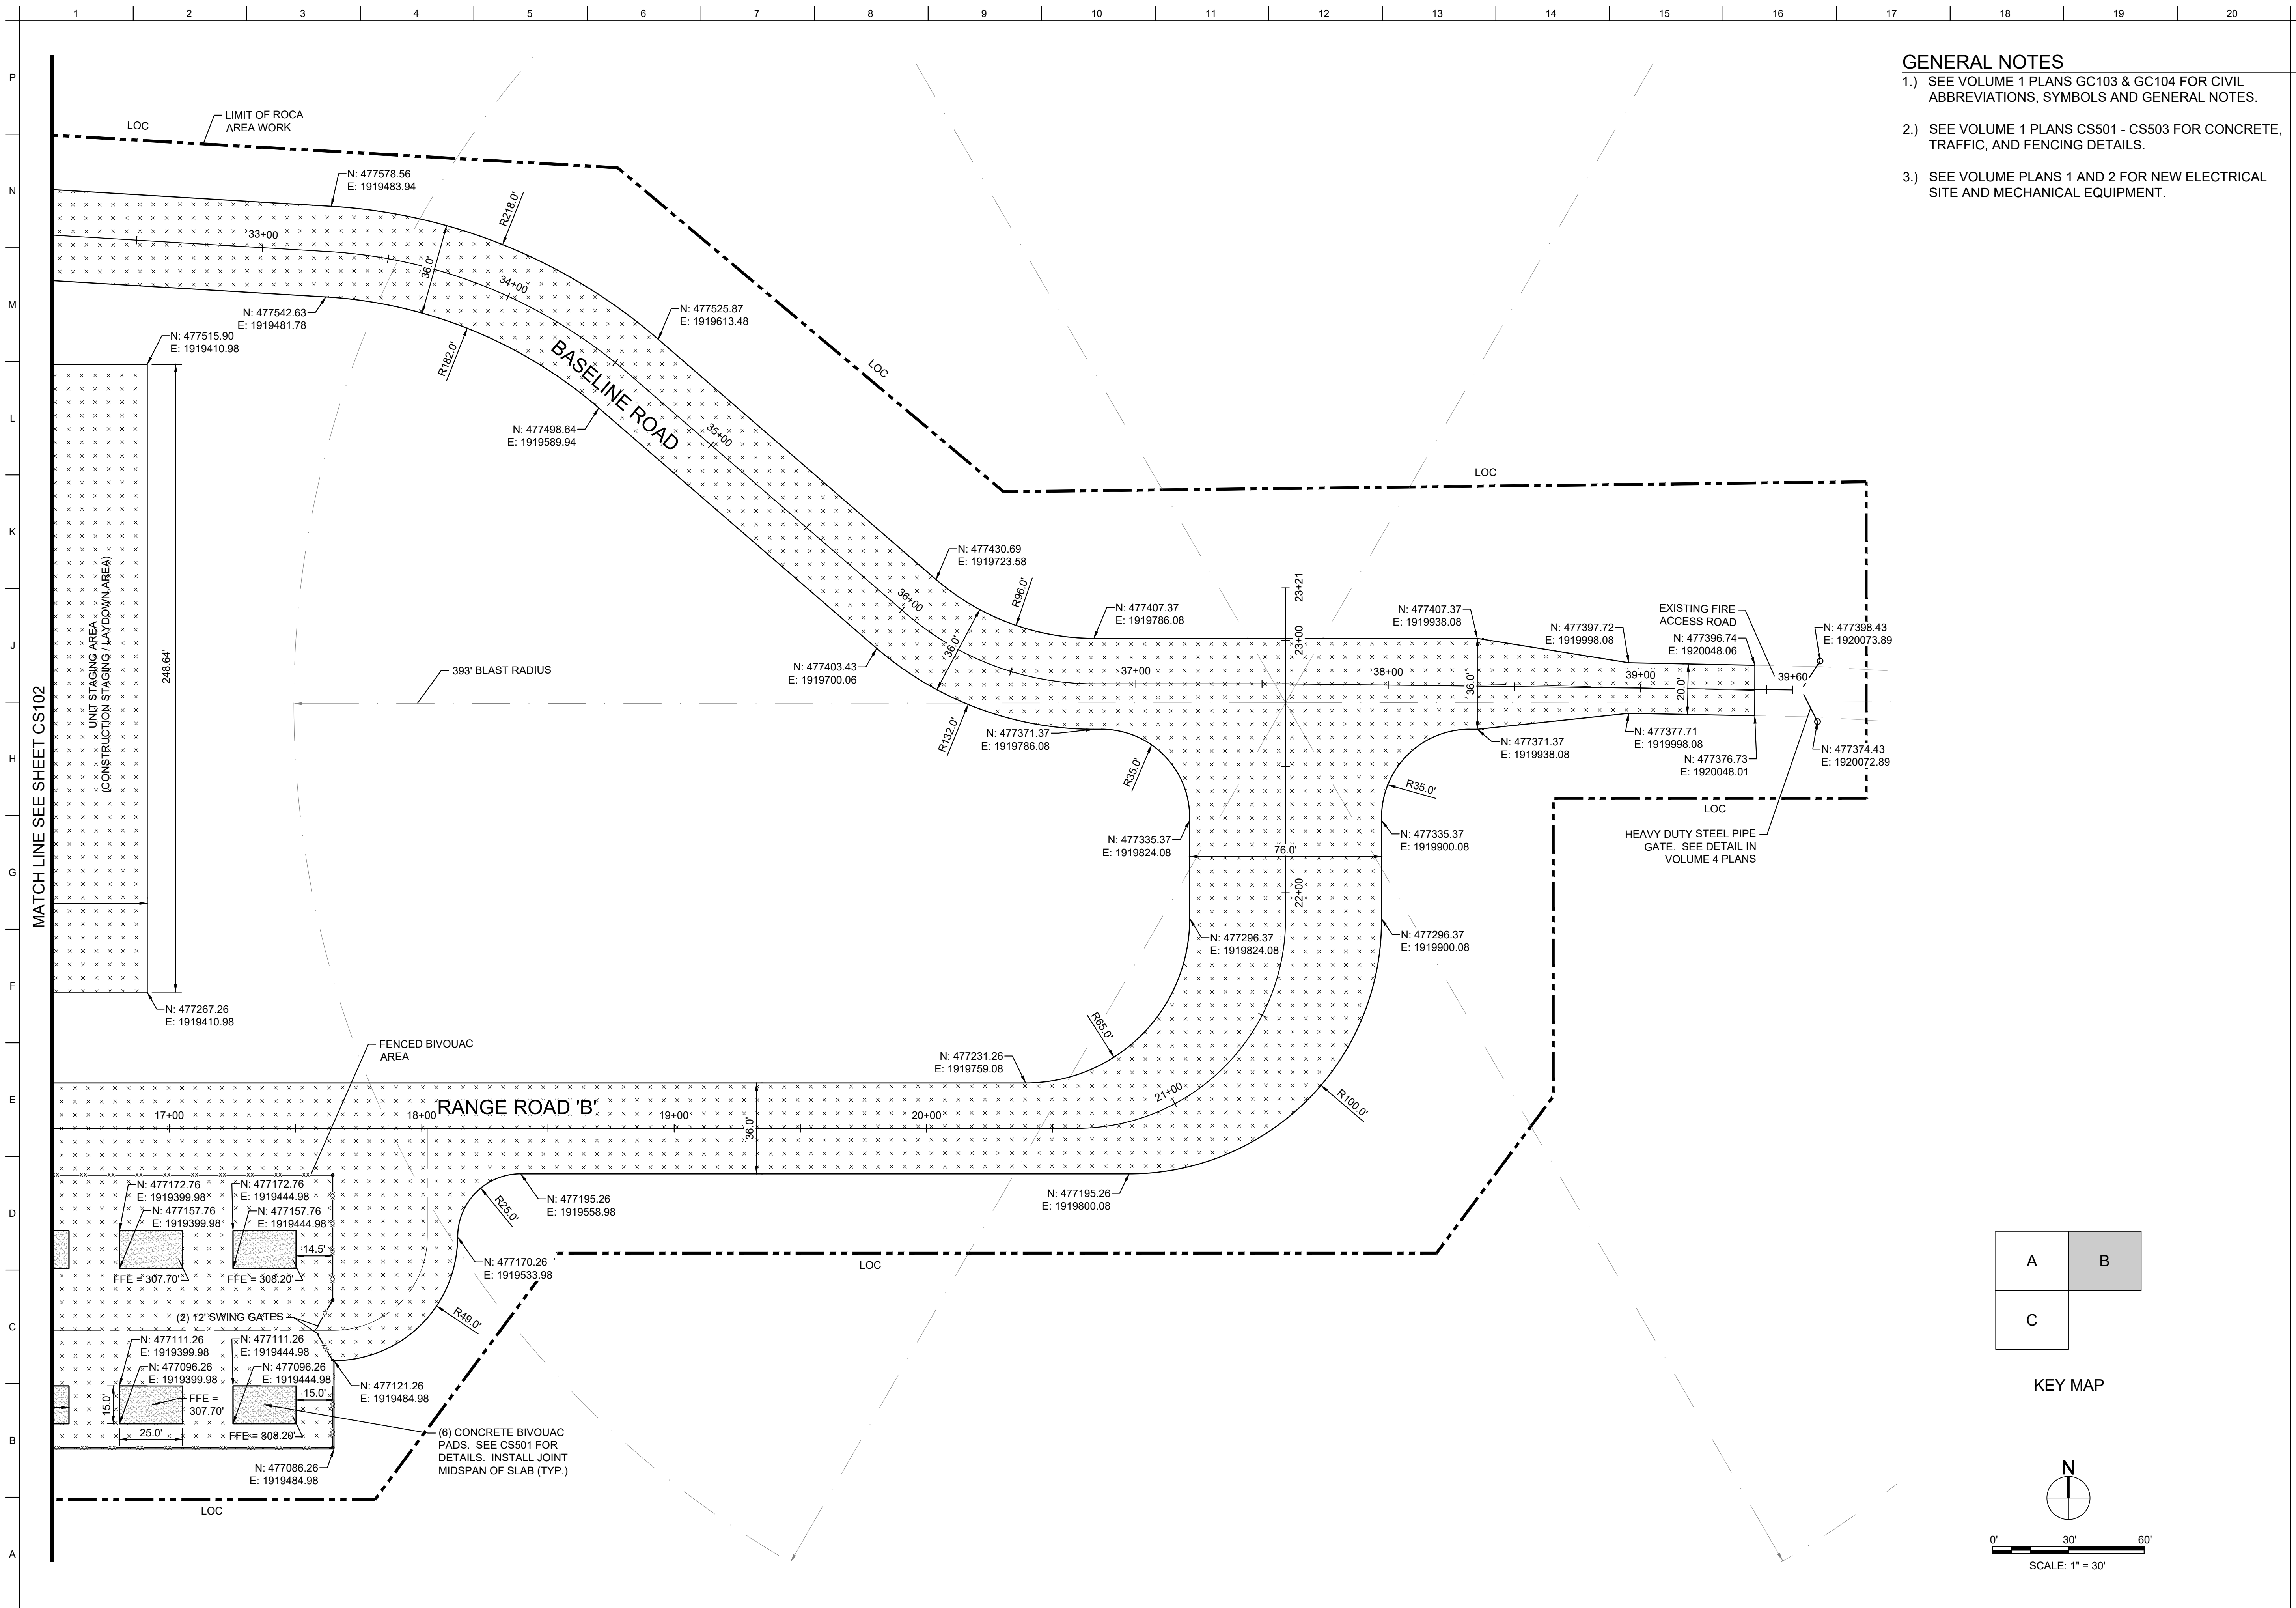 1 2 3 4 5 6 7 8 9 10 11 12 13 14 15 16 17 18 19 20
P
N
M
L
K
J
H
G
F
E
D
C
B
A
GENERAL NOTES
1.) SEE VOLUME 1 PLANS GC103 & GC104 FOR CIVIL
ABBREVIATIONS, SYMBOLS AND GENERAL NOTES.
2.) SEE VOLUME 1 PLANS CS501 - CS503 FOR CONCRETE,
TRAFFIC, AND FENCING DETAILS.
3.) SEE VOLUME PLANS 1 AND 2 FOR NEW ELECTRICAL
SITE AND MECHANICAL EQUIPMENT.
LOC
LIMIT OF ROCA
AREA WORK
N: 477578.56
E: 1919483.94
R218.0'
33+00
36.0'
34+00
N: 477542.63
E: 1919481.78
N: 477525.87
E: 1919613.48
N: 477515.90
E: 1919410.98
R182.0'
BASELINE ROAD
LOC
35+00
N: 477498.64
E: 1919589.94
LOC
MATCH LINE SEE SHEET CS102
UNIT STAGING AREA
(CONSTRUCTION STAGING / LAYDOWN AREA)
248.64'
N: 477430.69
E: 1919723.58
36+00
R96.0'
36.0'
N: 477407.37
E: 1919786.08
23+21
23+00
N: 477407.37
E: 1919938.08
N: 477397.72
E: 1919998.08
EXISTING FIRE
ACCESS ROAD
N: 477396.74
E: 1920048.06
N: 477398.43
E: 1920073.89
393' BLAST RADIUS
N: 477403.43
E: 1919700.06
37+00
38+00
36.0'
39+00
20.0'
39+60
R132.0'
N: 477371.37
E: 1919786.08
R35.0'
R35.0'
N: 477371.37
E: 1919938.08
N: 477377.71
E: 1919998.08
N: 477376.73
E: 1920048.01
N: 477374.43
E: 1920072.89
LOC
HEAVY DUTY STEEL PIPE
GATE. SEE DETAIL IN
VOLUME 4 PLANS
N: 477335.37
E: 1919824.08
N: 477335.37
E: 1919900.08
76.0'
22+00
N: 477296.37
E: 1919824.08
N: 477296.37
E: 1919900.08
N: 477267.26
E: 1919410.98
R65.0'
FENCED BIVOUAC
AREA
N: 477231.26
E: 1919759.08
17+00
18+00
RANGE ROAD 'B'
19+00
36.0'
20+00
21+00
R100.0'
N: 477172.76
E: 1919399.98
N: 477172.76
E: 1919444.98
N: 477157.76
E: 1919399.98
N: 477157.76
E: 1919444.98
R25.0'
N: 477195.26
E: 1919558.98
N: 477195.26
E: 1919800.08
14.5'
FFE = 307.70'
FFE = 308.20'
N: 477170.26
E: 1919533.98
LOC
(2) 12' SWING GATES
R49.0'
N: 477111.26
E: 1919399.98
N: 477111.26
E: 1919444.98
N: 477096.26
E: 1919399.98
N: 477096.26
E: 1919444.98
N: 477121.26
E: 1919484.98
15.0'
FFE =
307.70'
15.0'
25.0'
FFE = 308.20'
(6) CONCRETE BIVOUAC
PADS. SEE CS501 FOR
DETAILS. INSTALL JOINT
MIDSPAN OF SLAB (TYP.)
N: 477086.26
E: 1919484.98
LOC
A
B
C
KEY MAP
N
0' 30' 60'
SCALE: 1" = 30'